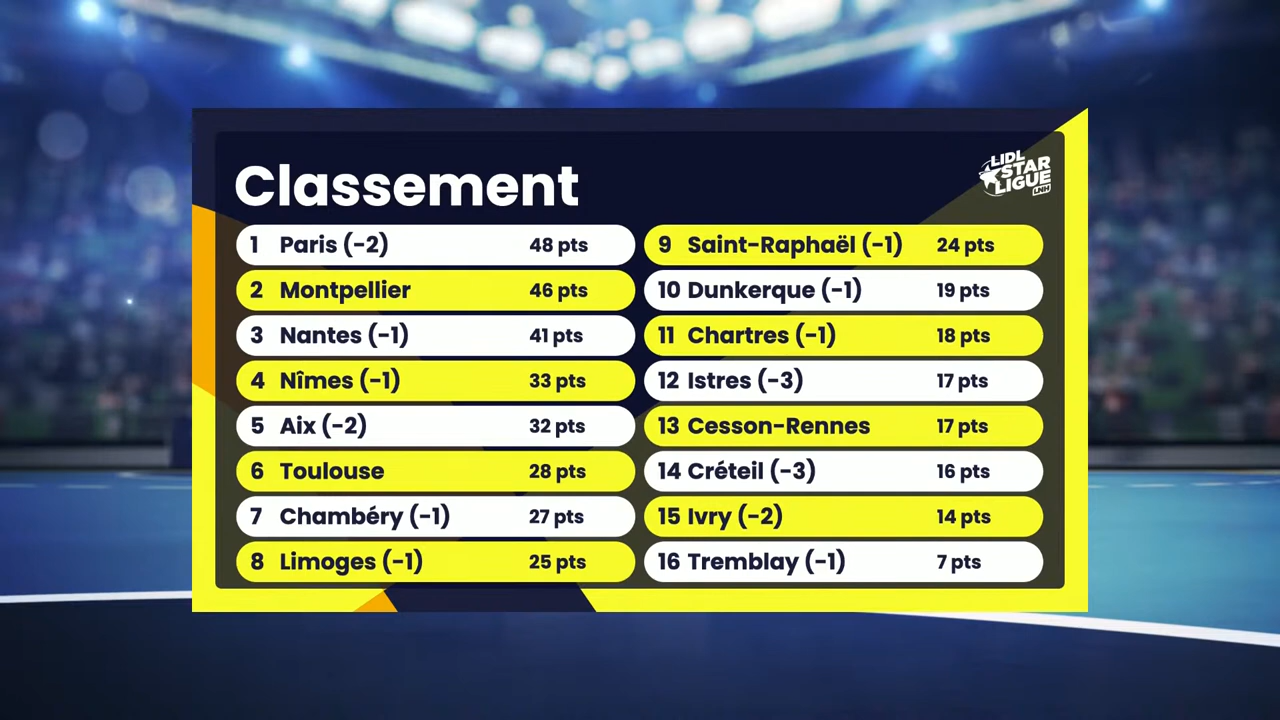 Classement
LIDL
STAR
LIGUE
LNH
1 Paris (-2) 48 pts
2 Montpellier 46 pts
3 Nantes (-1) 41 pts
4 Nîmes (-1) 33 pts
5 Aix (-2) 32 pts
6 Toulouse 28 pts
7 Chambéry (-1) 27 pts
8 Limoges (-1) 25 pts
9 Saint-Raphaël (-1) 24 pts
10 Dunkerque (-1) 19 pts
11 Chartres (-1) 18 pts
12 Istres (-3) 17 pts
13 Cesson-Rennes 17 pts
14 Créteil (-3) 16 pts
15 Ivry (-2) 14 pts
16 Tremblay (-1) 7 pts